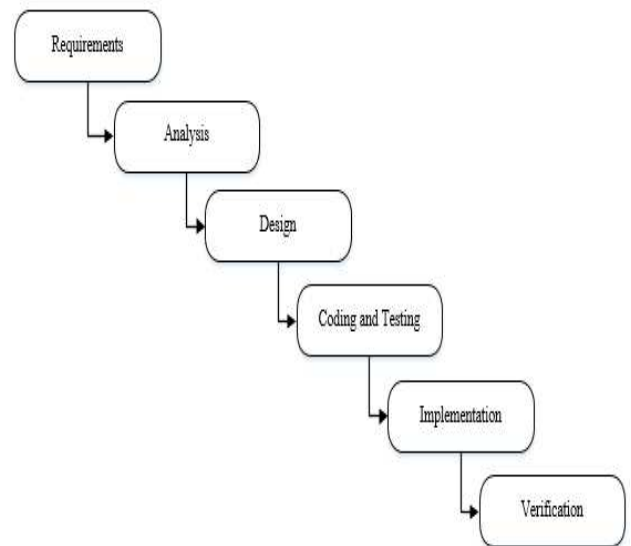 Requirements
Analysis
Design
Coding and Testing
Implementation
Verification